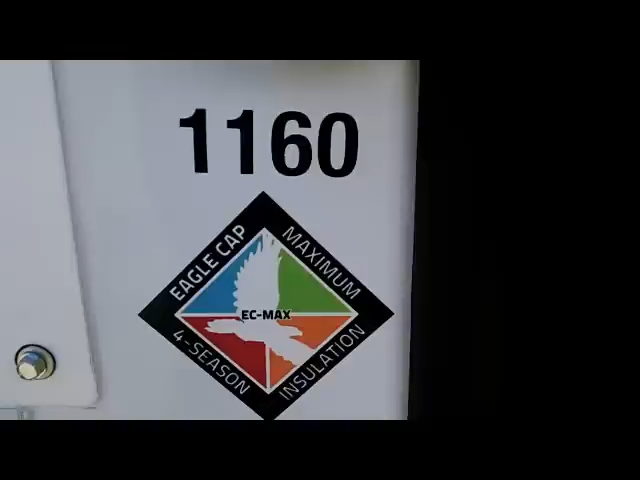 1160
EAGLE CAP
MAXIMUM
EC-MAX
4-SEASON
INSULATION